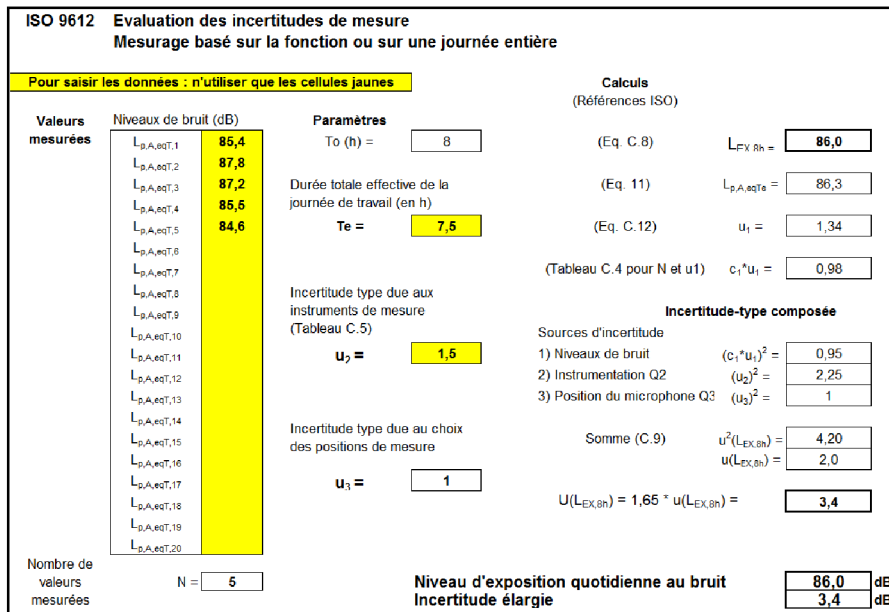 ISO 9612 Evaluation des incertitudes de mesure
Mesurage basé sur la fonction ou sur une journée entière
Pour saisir les données : n'utiliser que les cellules jaunes
Calculs
(Références ISO)
Valeurs mesurées
Niveaux de bruit (dB)
Paramètres
Lp,A,eqT,1 85,4
Lp,A,eqT,2 87,8
Lp,A,eqT,3 87,2
Lp,A,eqT,4 85,5
Lp,A,eqT,5 84,6
Lp,A,eqT,6
Lp,A,eqT,7
Lp,A,eqT,8
Lp,A,eqT,9
Lp,A,eqT,10
Lp,A,eqT,11
Lp,A,eqT,12
Lp,A,eqT,13
Lp,A,eqT,14
Lp,A,eqT,15
Lp,A,eqT,16
Lp,A,eqT,17
Lp,A,eqT,18
Lp,A,eqT,19
Lp,A,eqT,20
Nombre de
valeurs
mesurées
N = 5
To (h) = 8
Durée totale effective de la
journée de travail (en h)
Te = 7,5
Incertitude type due aux
instruments de mesure
(Tableau C.5)
u2 = 1,5
Incertitude type due au choix
des positions de mesure
u3 = 1
(Eq. C.8) LEX,8h = 86,0
(Eq. 11) Lp,A,eqTe = 86,3
(Eq. C.12) u1 = 1,34
(Tableau C.4 pour N et u1) c1*u1 = 0,98
Incertitude-type composée
Sources d'incertitude
1) Niveaux de bruit (c1*u1)² = 0,95
2) Instrumentation Q2 (u2)² = 2,25
3) Position du microphone Q3 (u3)² = 1
Somme (C.9) u²(LEX,8h) = 4,20
u(LEX,8h) = 2,0
U(LEX,8h) = 1,65 * u(LEX,8h) = 3,4
Niveau d'exposition quotidienne au bruit 86,0 dB
Incertitude élargie 3,4 dB